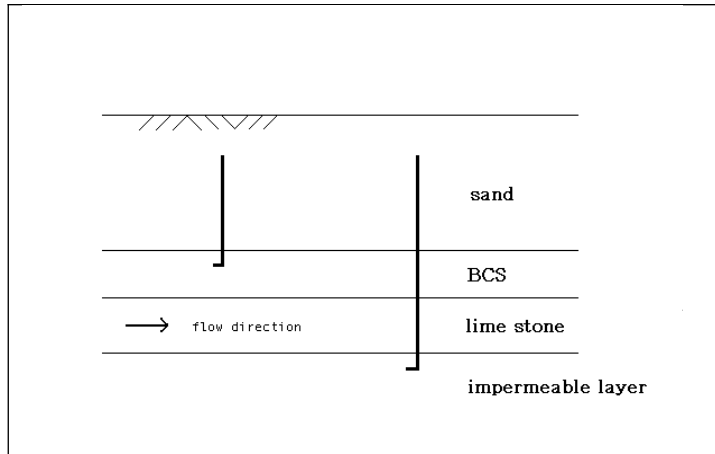 sand
BCS
flow direction
lime stone
impermeable layer